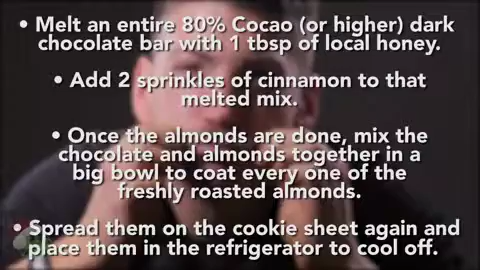 • Melt an entire 80% Cocao (or higher) dark
chocolate bar with 1 tbsp of local honey.
• Add 2 sprinkles of cinnamon to that
melted mix.
• Once the almonds are done, mix the
chocolate and almonds together in a
big bowl to coat every one of the
freshly roasted almonds.
• Spread them on the cookie sheet again and
place them in the refrigerator to cool off.